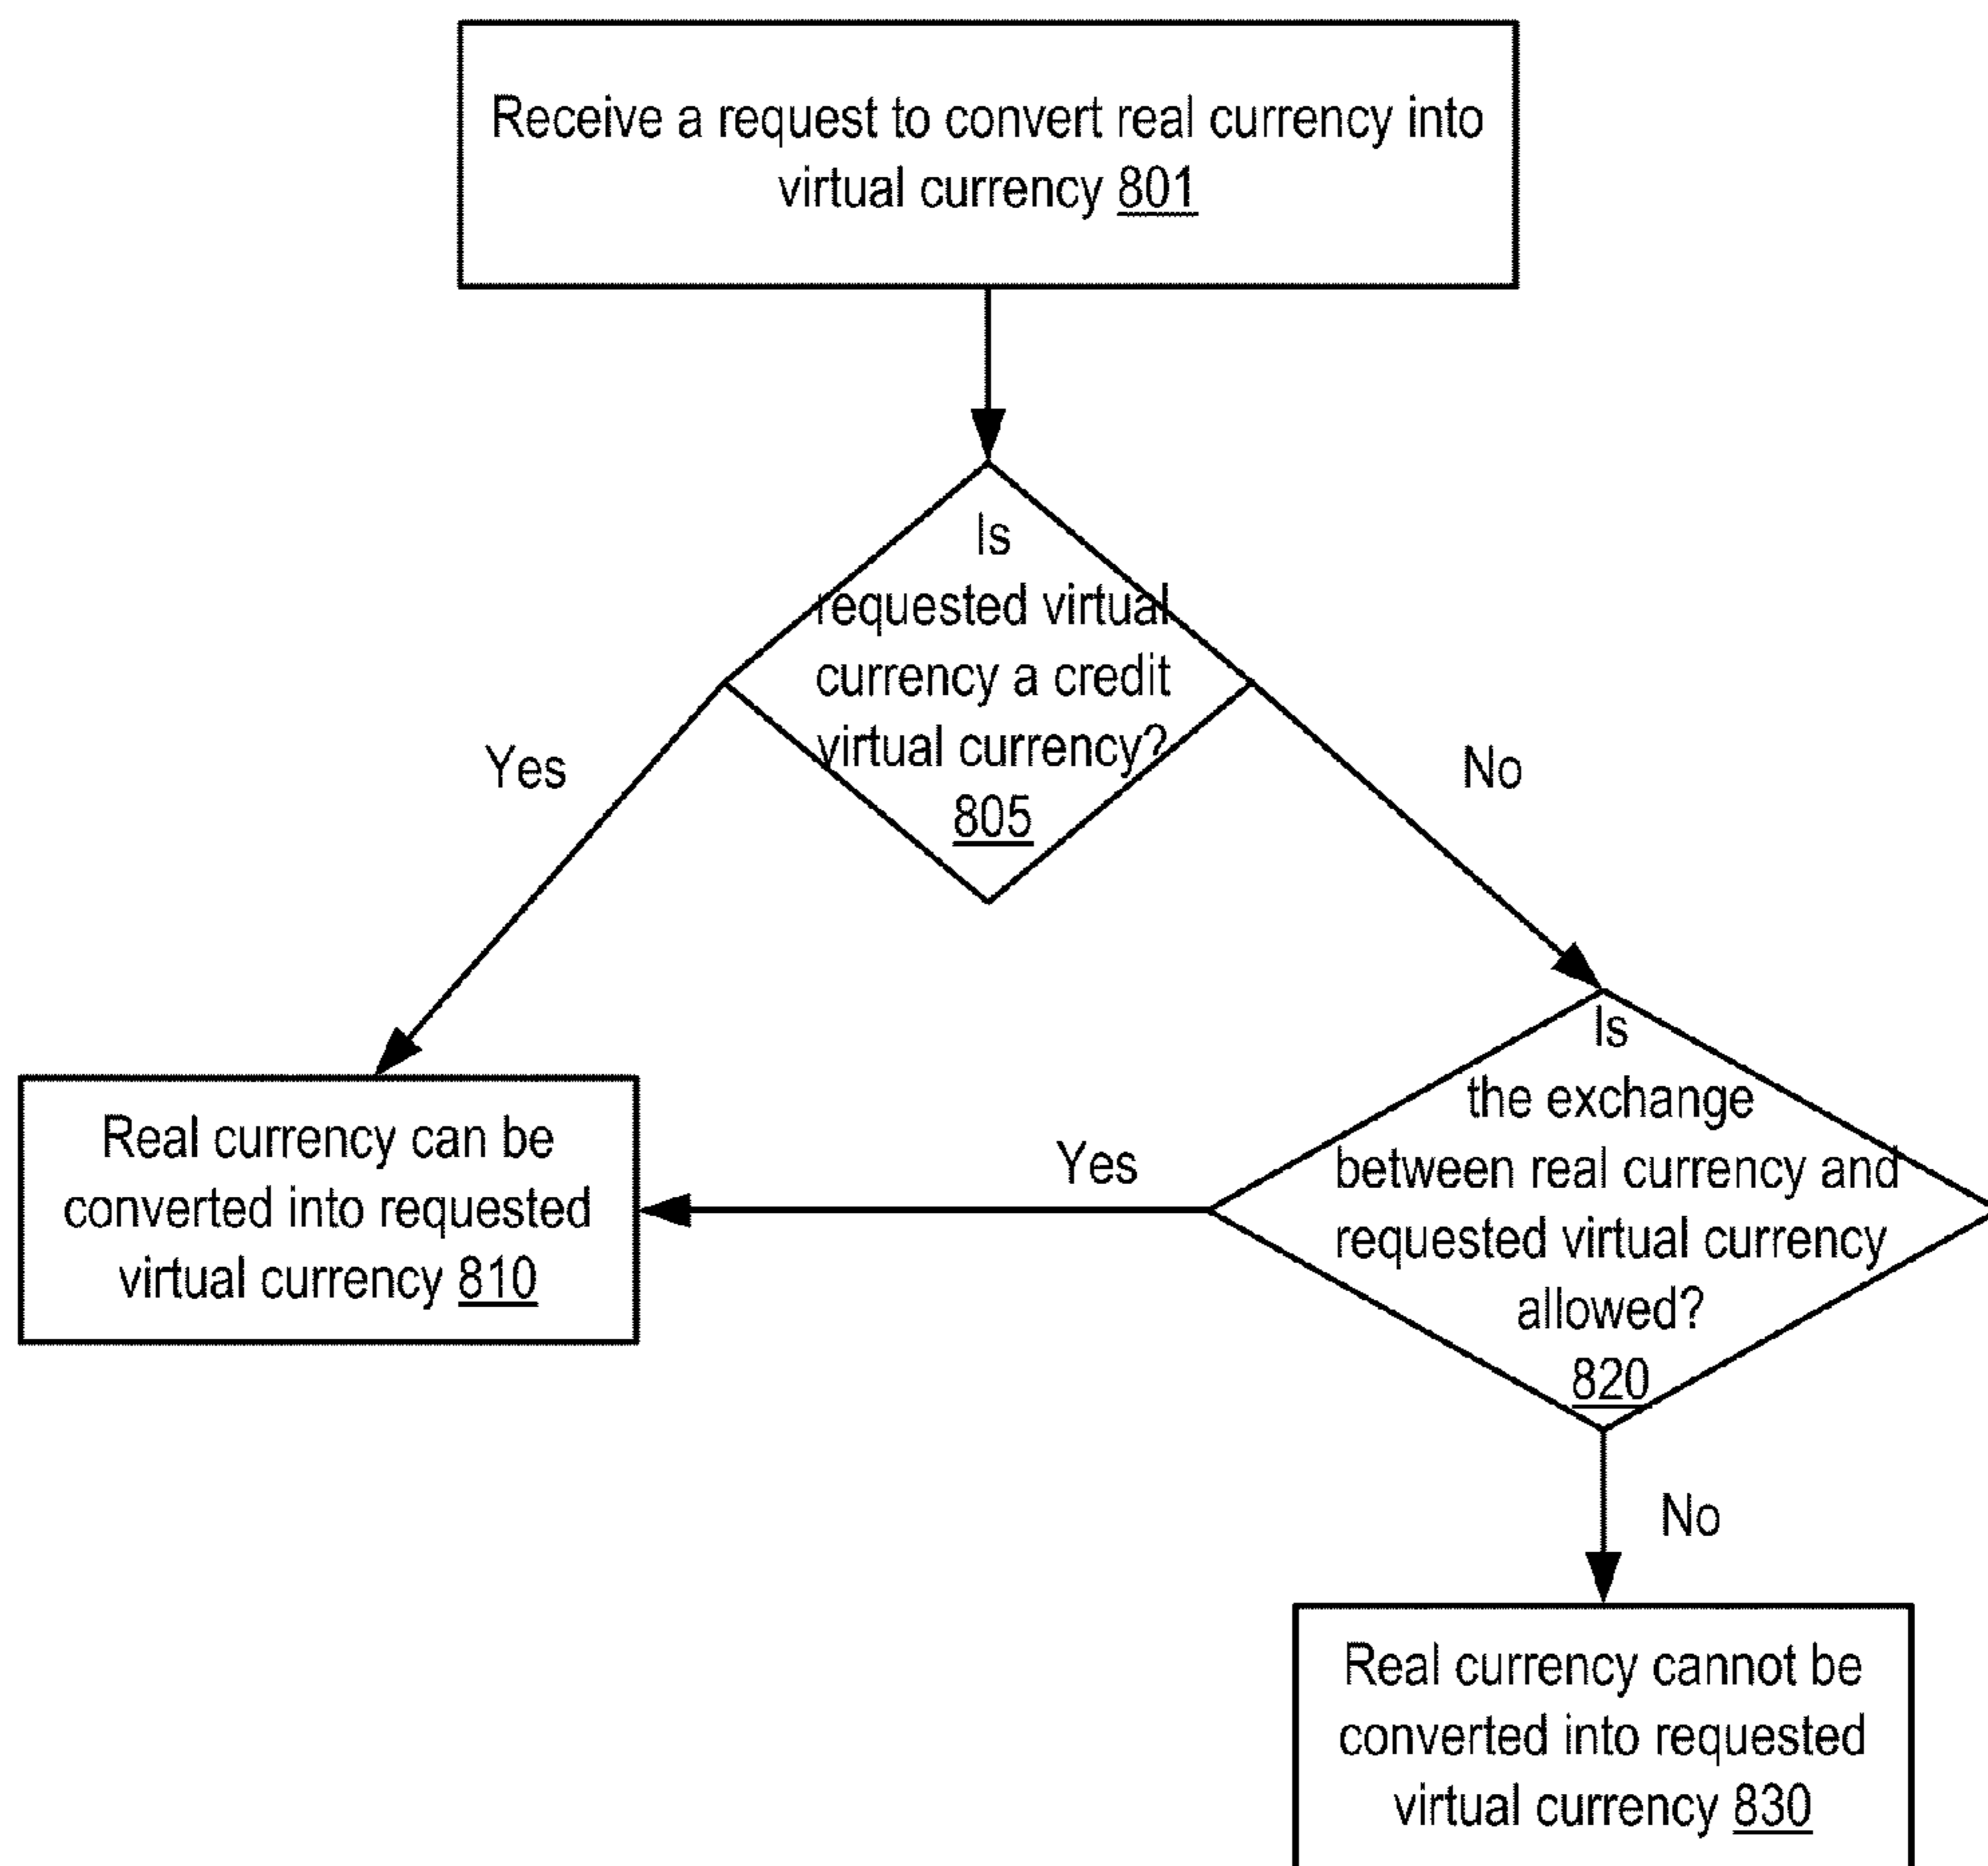 Receive a request to convert real currency into
virtual currency 801
Is
requested virtual
currency a credit
virtual currency?
805
Yes
No
Is
the exchange
between real currency and
requested virtual currency
allowed?
820
Yes
Real currency can be
converted into requested
virtual currency 810
No
Real currency cannot be
converted into requested
virtual currency 830